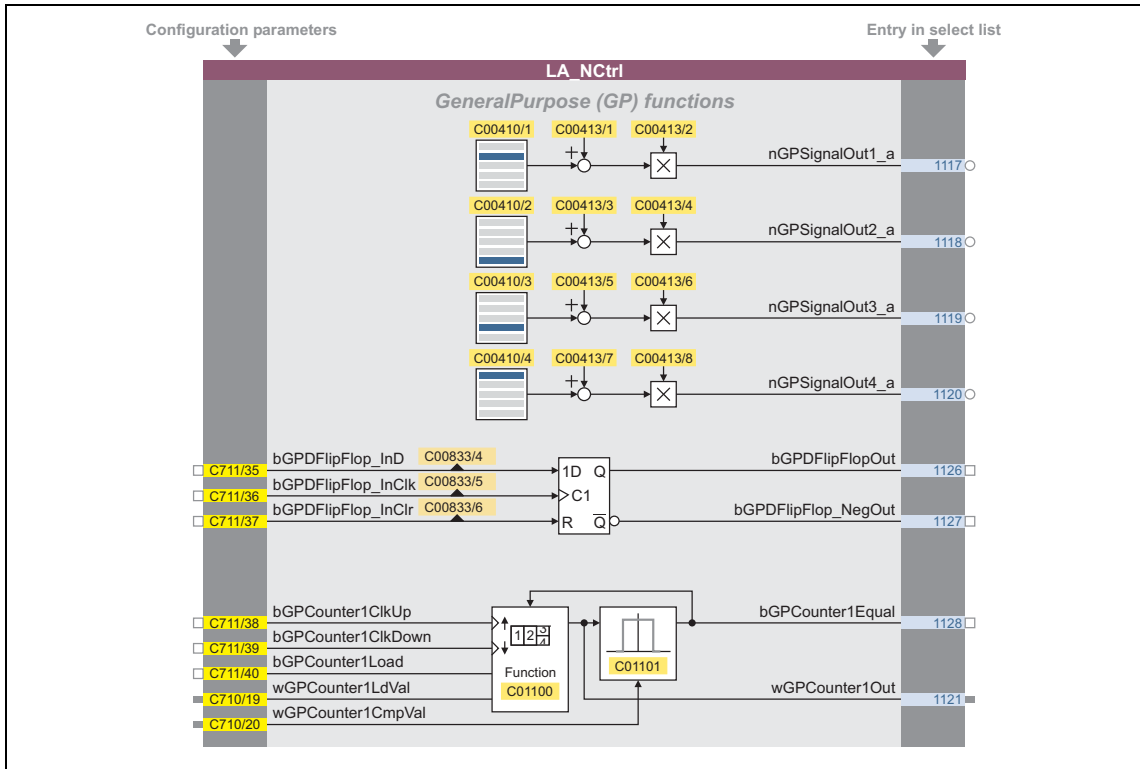 Configuration parameters
Entry in select list
LA_NCtrl
GeneralPurpose (GP) functions
C00410/1 C00413/1 C00413/2
+
×
nGPSignalOut1_a
1117
C00410/2 C00413/3 C00413/4
+
×
nGPSignalOut2_a
1118
C00410/3 C00413/5 C00413/6
+
×
nGPSignalOut3_a
1119
C00410/4 C00413/7 C00413/8
+
×
nGPSignalOut4_a
1120
C711/35 bGPDFlipFlop_InD C00833/4
1D Q
bGPDFlipFlopOut 1126
C711/36 bGPDFlipFlop_InClk C00833/5
C1
C711/37 bGPDFlipFlop_InClr C00833/6
R Q̅
bGPDFlipFlop_NegOut 1127
C711/38 bGPCounter1ClkUp
bGPCounter1Equal 1128
C711/39 bGPCounter1ClkDown
1 2 3 4
C711/40 bGPCounter1Load
Function
C01100
C01101
C710/19 wGPCounter1LdVal
wGPCounter1Out 1121
C710/20 wGPCounter1CmpVal